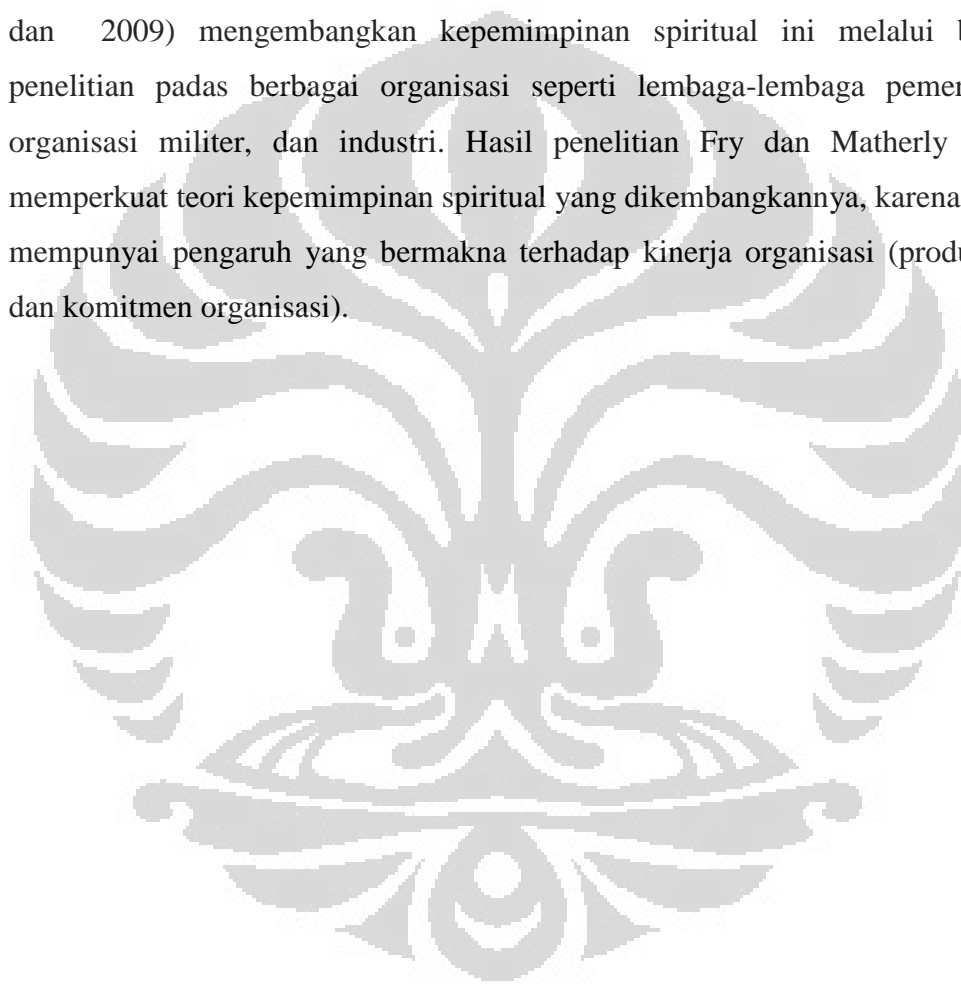 dan 2009) mengembangkan kepemimpinan spiritual ini melalui
penelitian padas berbagai organisasi seperti lembaga-lembaga pemer
organisasi militer, dan industri. Hasil penelitian Fry dan Matherly
memperkuat teori kepemimpinan spiritual yang dikembangkannya, karena
mempunyai pengaruh yang bermakna terhadap kinerja organisasi (produ
dan komitmen organisasi).